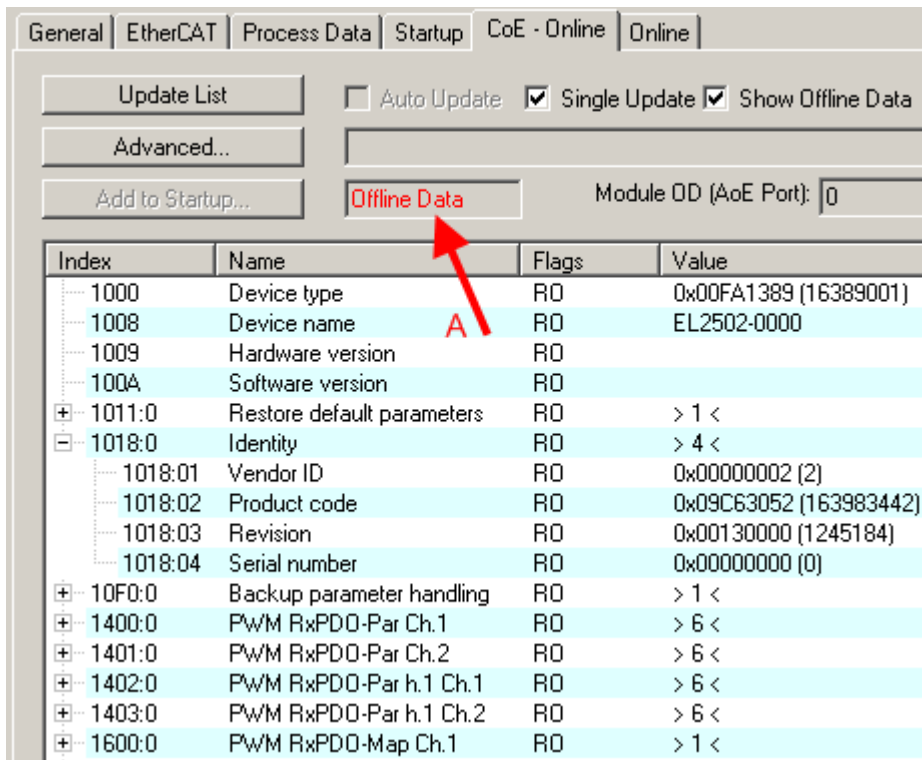 General EtherCAT Process Data Startup CoE - Online Online
Update List Auto Update Single Update Show Offline Data
Advanced...
Add to Startup... Offline Data Module OD (AoE Port): 0
Index Name Flags Value
1000 Device type RO 0x00FA1389 (16389001)
1008 Device name RO EL2502-0000
A
1009 Hardware version RO
100A Software version RO
1011:0 Restore default parameters RO > 1 <
1018:0 Identity RO > 4 <
1018:01 Vendor ID RO 0x00000002 (2)
1018:02 Product code RO 0x09C63052 (163983442)
1018:03 Revision RO 0x00130000 (1245184)
1018:04 Serial number RO 0x00000000 (0)
10F0:0 Backup parameter handling RO > 1 <
1400:0 PWM RxPDO-Par Ch.1 RO > 6 <
1401:0 PWM RxPDO-Par Ch.2 RO > 6 <
1402:0 PWM RxPDO-Par h.1 Ch.1 RO > 6 <
1403:0 PWM RxPDO-Par h.1 Ch.2 RO > 6 <
1600:0 PWM RxPDO-Map Ch.1 RO > 1 <